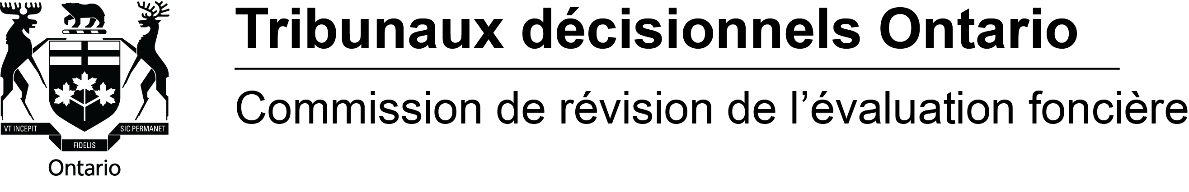 Tribunaux décisionnels Ontario
Commission de révision de l'évaluation foncière
VT INCEPIT SIC PERMANET
FIDELIS
Ontario